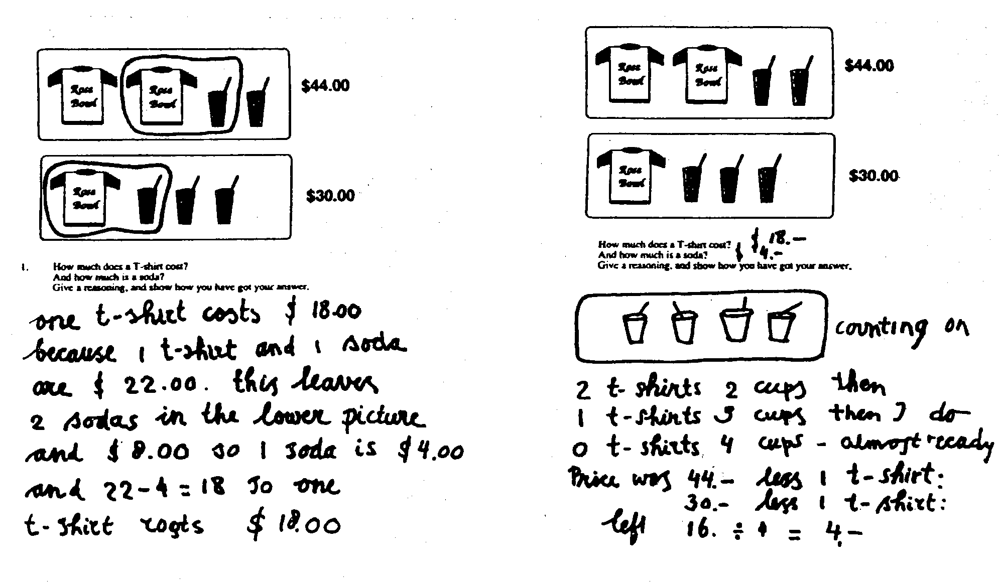 Rose Bowl
Rose Bowl
$44.00
Rose Bowl
$30.00
1. How much does a T-shirt cost?
And how much is a soda?
Give a reasoning, and show how you have got your answer.
one t-shirt costs $ 18.00
because 1 t-shirt and 1 soda
are $ 22.00. this leaves
2 sodas in the lower picture
and $ 8.00 so 1 soda is $4.00
and 22-4=18 so one
t-shirt costs $ 18.00
Rose Bowl
Rose Bowl
$44.00
Rose Bowl
$30.00
How much does a T-shirt cost? $ 18.-
And how much is a soda? $ 4.-
Give a reasoning, and show how you have got your answer.
counting on
2 t-shirts 2 cups then
1 t-shirts 3 cups then I do
0 t-shirts 4 cups - almost ready
Price was 44.- less 1 t-shirt:
30.- less 1 t-shirt:
left 16. ÷ 4 = 4.-